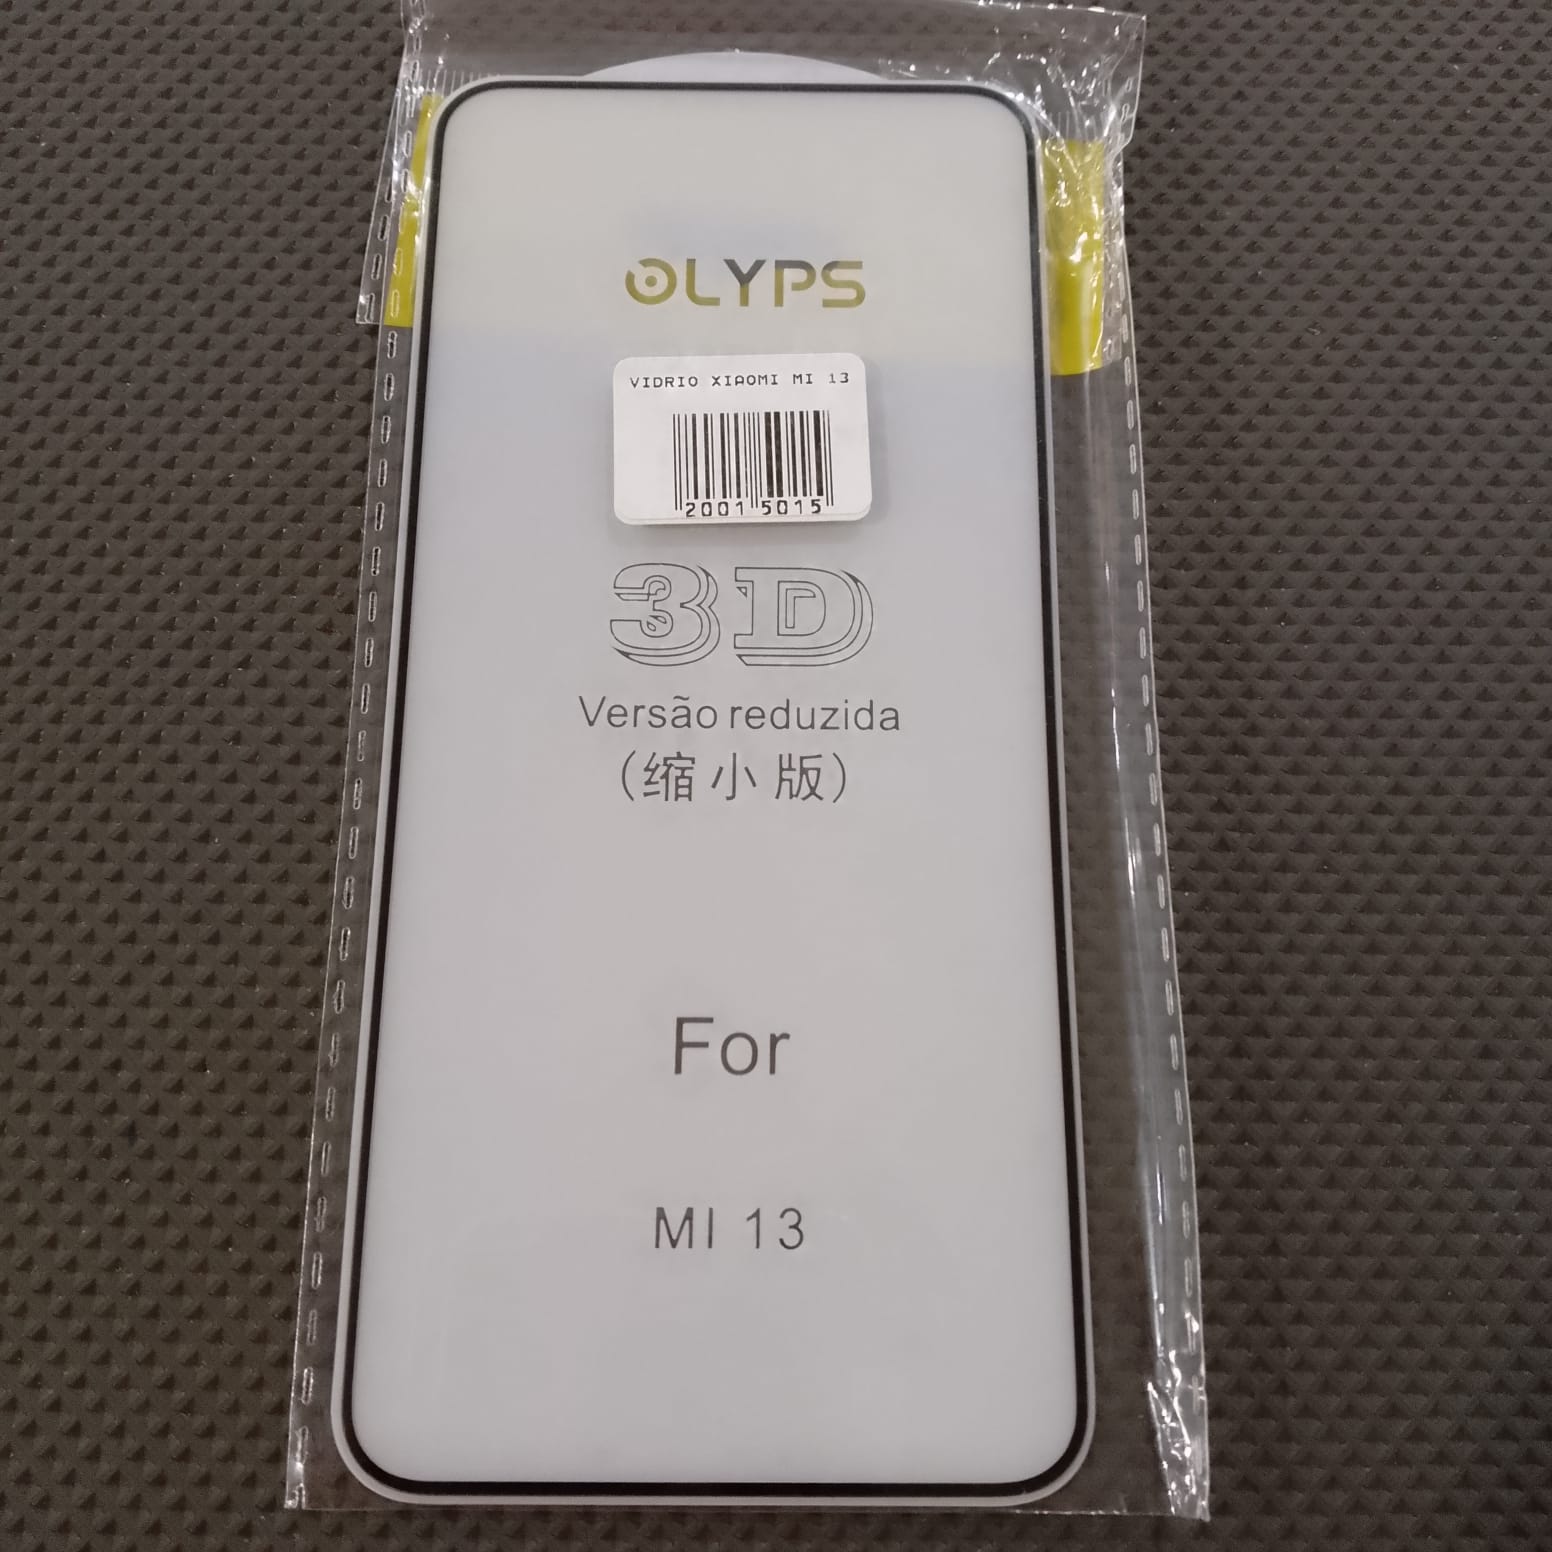 OLYPS
VIDRIO XIAOMI MI 13
2001 5015
3D
Versão reduzida
（缩小版）
For
MI 13